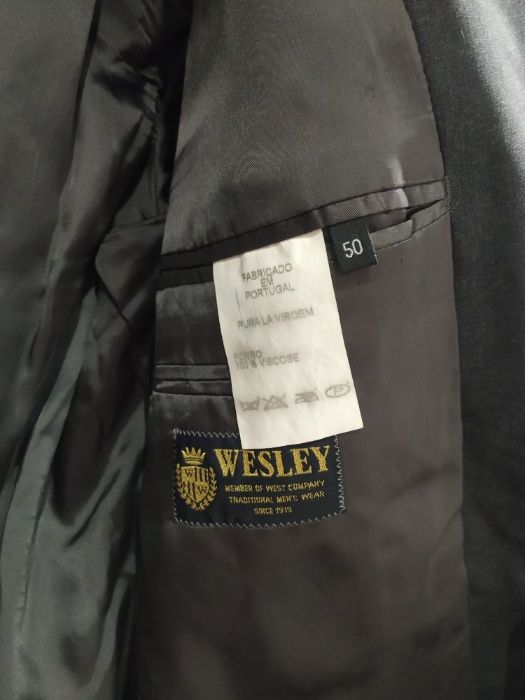 50
FABRICADO
EM
PORTUGAL
PURA LA VIRGEM
FORRO
100% VISCOSE
P
WESLEY
MEMBER OF WEST COMPANY
TRADITIONAL MEN'S WEAR
SINCE 1919